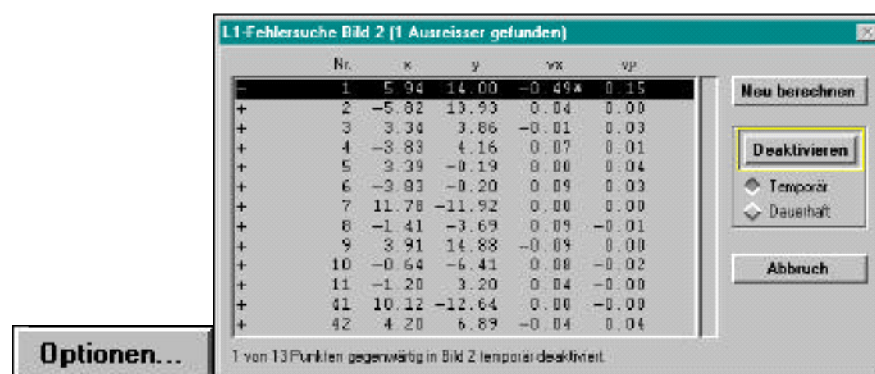 L1-Fehlersuche Bild 2 (1 Ausreisser gefunden)
Nr. x y vx vy
- 1 5.94 14.00 -0.49* 0.15
+ 2 -5.82 13.93 0.04 0.00
+ 3 3.34 3.86 -0.01 0.03
+ 4 -3.83 4.16 0.07 0.01
+ 5 3.39 -0.19 0.00 0.04
+ 6 -3.83 -0.20 0.09 0.03
+ 7 11.78 -11.92 0.00 0.00
+ 8 -1.41 -3.69 0.09 -0.01
+ 9 3.91 14.88 -0.09 0.00
+ 10 -0.64 -6.41 0.08 -0.02
+ 11 -1.20 3.20 0.04 -0.00
+ 41 10.12 -12.64 0.00 -0.00
+ 42 4.20 6.89 -0.04 0.04
Neu berechnen
Deaktivieren
Temporär
Dauerhaft
Abbruch
1 von 13 Punkten gegenwärtig in Bild 2 temporär deaktiviert.
Optionen...